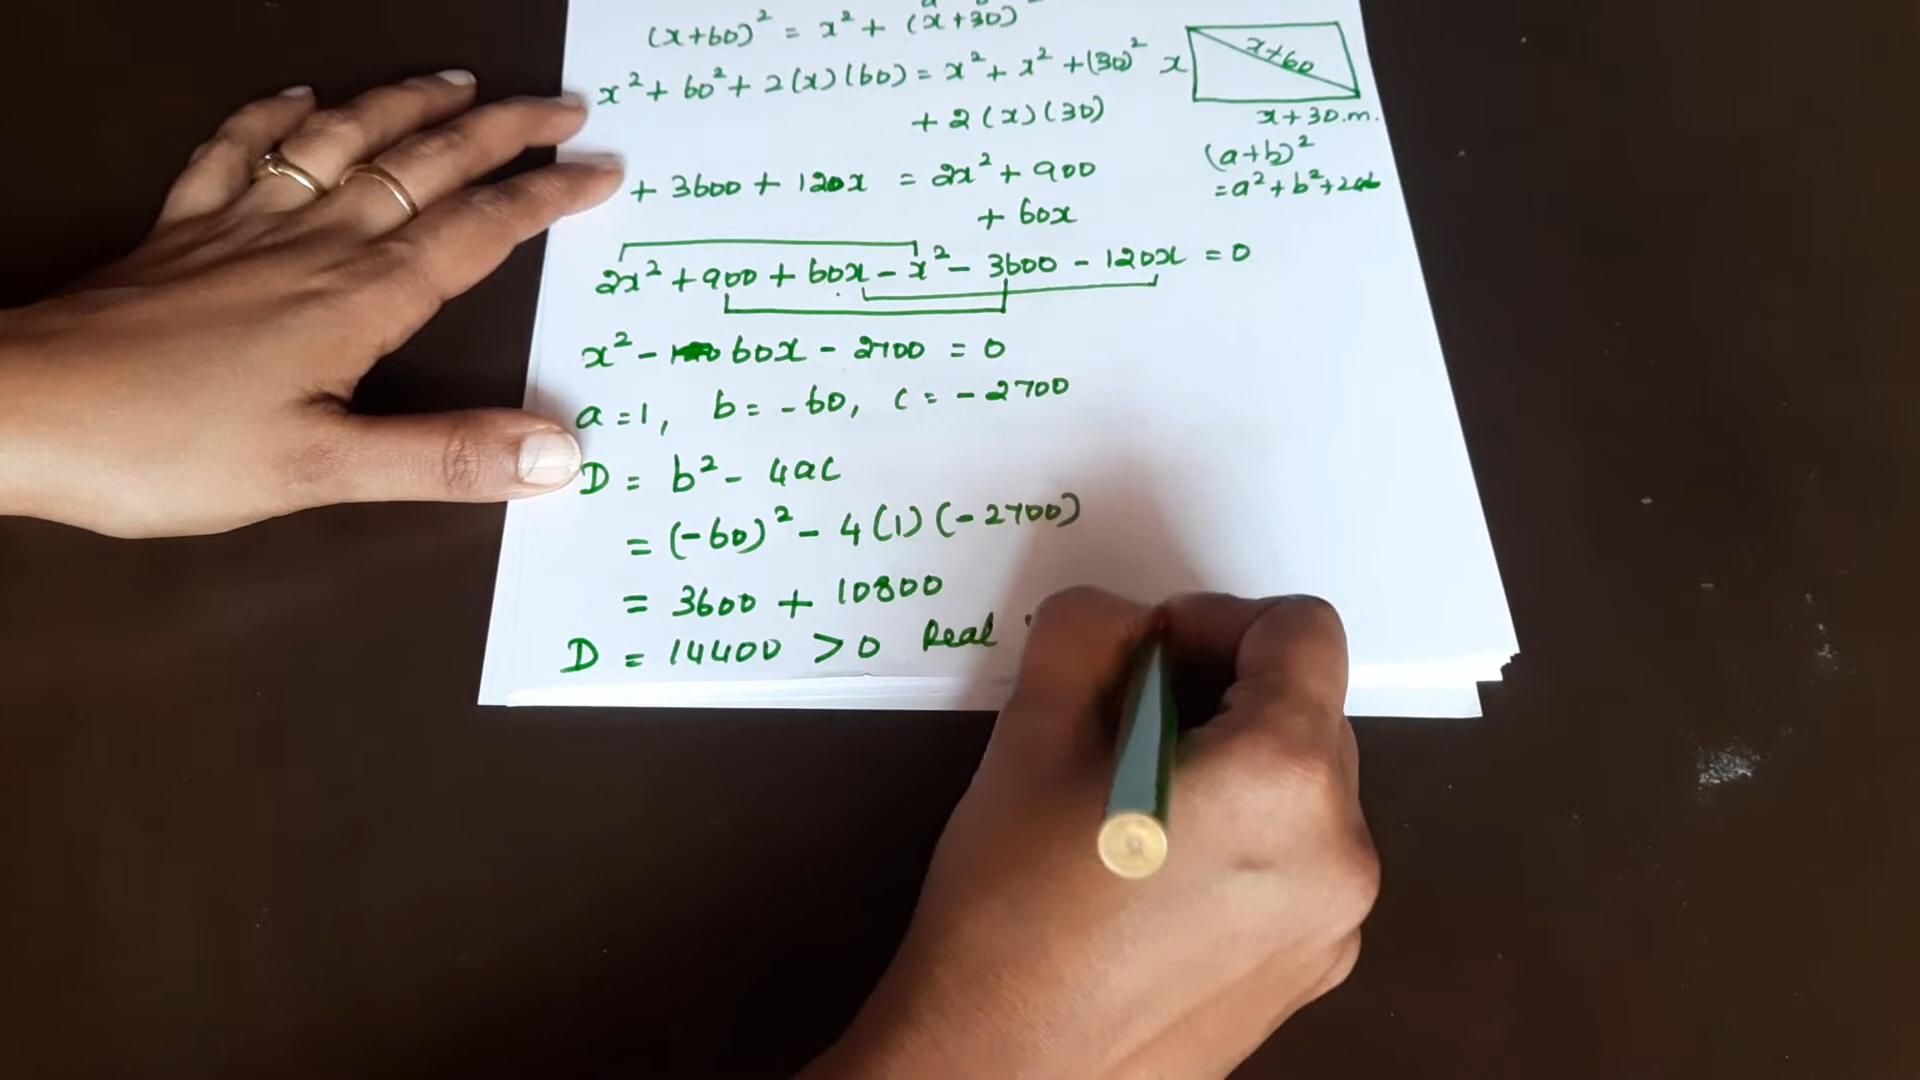 (x+60)² = x² + (x+30)²
x² + 60² + 2(x)(60) = x² + x² + (30)²
+ 2(x)(30)
+ 3600 + 120x = 2x² + 900
+ 60x
2x² + 900 + 60x - x² - 3600 - 120x = 0
x² - 60x - 2700 = 0
a = 1, b = -60, c = -2700
D = b² - 4ac
= (-60)² - 4(1)(-2700)
= 3600 + 10800
D = 14400 > 0 Real
x
x+60
x+30.m.
(a+b)²
= a² + b² + 2ab